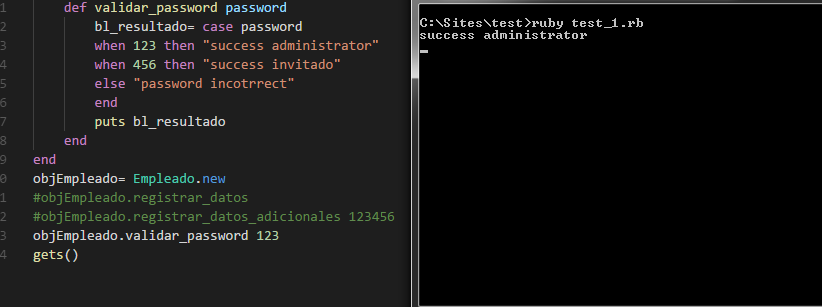 1 def validar_password password
2 bl_resultado= case password
3 when 123 then "success administrator"
4 when 456 then "success invitado"
5 else "password incotrrect"
6 end
7 puts bl_resultado
8 end
9 end
0 objEmpleado= Empleado.new
1 #objEmpleado.registrar_datos
2 #objEmpleado.registrar_datos_adicionales 123456
3 objEmpleado.validar_password 123
4 gets()
C:\Sites\test>ruby test_1.rb
success administrator